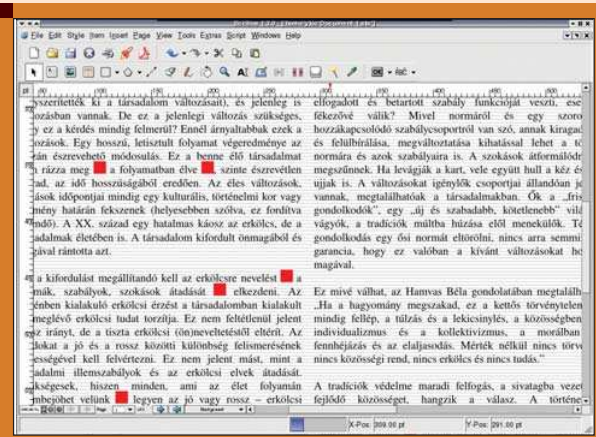 File Edit Style Item Insert Page View Tools Extras Script Windows Help
yszerítették ki a társadalom változásait), és jelenleg is
ozásban vannak. De ez a jelenlegi változás szükséges,
y ez a kérdés mindig felmerül? Ennél árnyaltabbak ezek a
ozások. Egy hosszú, letisztult folyamat végeredménye az
zán észrevehető módosulás. Ez a benne élő társadalmat
n rázza meg a folyamatban élve , szinte észrevétlen
ad, az idő hosszúságából eredően. Az éles változások,
ások időpontjai mindig egy kulturális, történelmi kor vagy
mény határán fekszenek (helyesebben szólva, ez fordítva
endő). A XX. század egy hatalmas káosz az erkölcs, de a
adalmak életében is. A társadalom kifordult önmagából és
gával rántotta azt.
a kifordulást megállítandó kell az erkölcsre nevelést a
mák, szabályok, szokások átadását elkezdeni. Az
énben kialakuló erkölcsi érzést a társadalomban kialakult
meglévő erkölcsi tudat torzítja. Ez nem feltétlenül jelent
sz irányt, de a tiszta erkölcsi (ön)neveltetéstől eltérít. Az
dokat a jó és a rossz közötti különbség felismerésének
ességével kell felvértezni. Ez nem jelent mást, mint a
adalmi illemszabályok és az erkölcsi elvek átadását.
kségesek, hiszen minden, ami az élet folyamán
mbejöhet velünk legyen az jó vagy rossz – erkölcsi
elfogadott és betartott szabály funkcióját veszti, ese
fékezővé válik? Mivel normáról és egy szoro
hozzákapcsolódó szabálycsoportról van szó, annak kiragad
és felülbírálása, megváltoztatása kihatással lehet a tö
normára és azok szabályaira is. A szokások átformálódr
megszűnnek. Ha levágják a kart, vele együtt hull a kéz és
ujjak is. A változásokat igénylők csoportjai állandóan je
vannak, megtalálhatóak a társadalmakban. Ők a „fris
gondolkodók”, egy „új és szabadabb, kötetlenebb” vilá
vágyók, a tradíciók múltba húzása elől menekülők. Té
gondolkodás egy ősi normát eltörölni, nincs arra semmi
garancia, hogy ez valóban a kívánt változásokat ho
magával.
Ez mivé válhat, az Hamvas Béla gondolatában megtalálh
„Ha a hagyomány megszakad, ez a kettős törvénytelen
mindig fellép, a túlzás és a lekicsinylés, a közösségben
individualizmus és a kollektivizmus, a morálban
fennhéjázás és az elaljasodás. Mérték nélkül nincs törvé
nincs közösségi rend, nincs erkölcs és nincs tudás.”
A tradíciók védelme maradi felfogás, a sivatagba vezet
fejlődő közösséget, hangzik a válasz. A történe
X-Pos: 309.00 pt Y-Pos: 291.00 pt